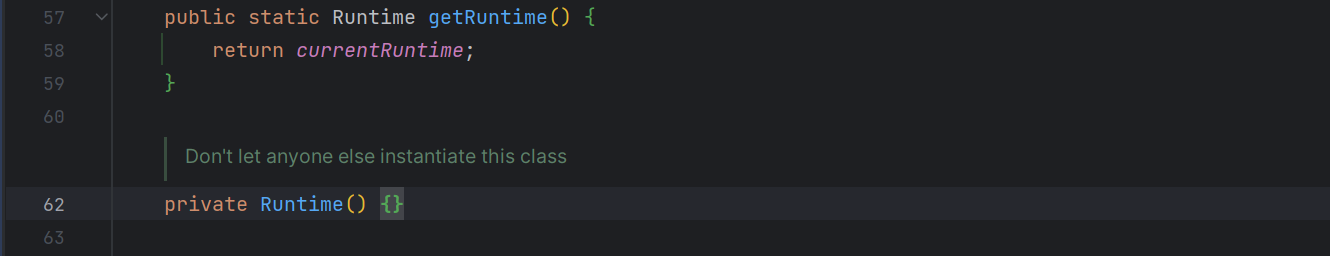 57 public static Runtime getRuntime() {
58 return currentRuntime;
59 }
60
Don't let anyone else instantiate this class
62 private Runtime() {}
63